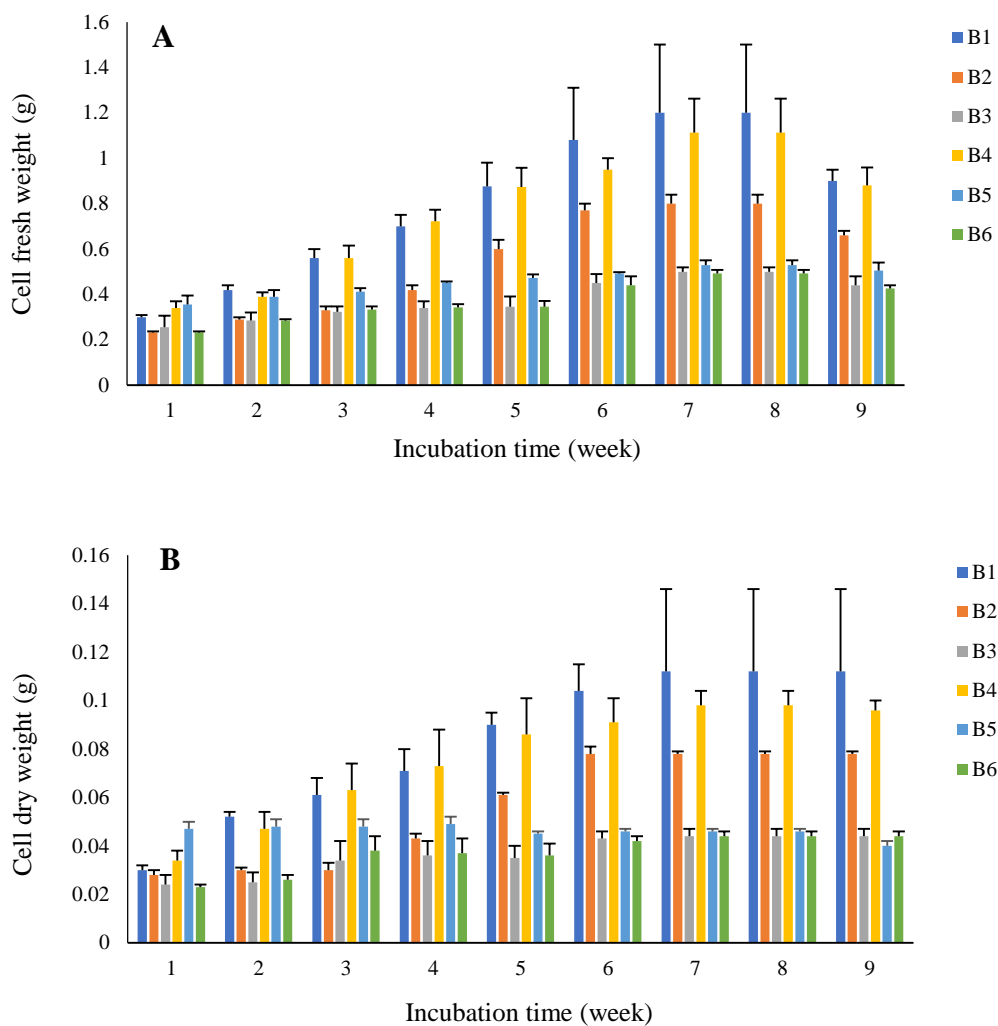 A
1.6
1.4
1.2
1
0.8
0.6
0.4
0.2
0
Cell fresh weight (g)
1 2 3 4 5 6 7 8 9
Incubation time (week)
B1
B2
B3
B4
B5
B6
B
0.16
0.14
0.12
0.1
0.08
0.06
0.04
0.02
0
Cell dry weight (g)
1 2 3 4 5 6 7 8 9
Incubation time (week)
B1
B2
B3
B4
B5
B6